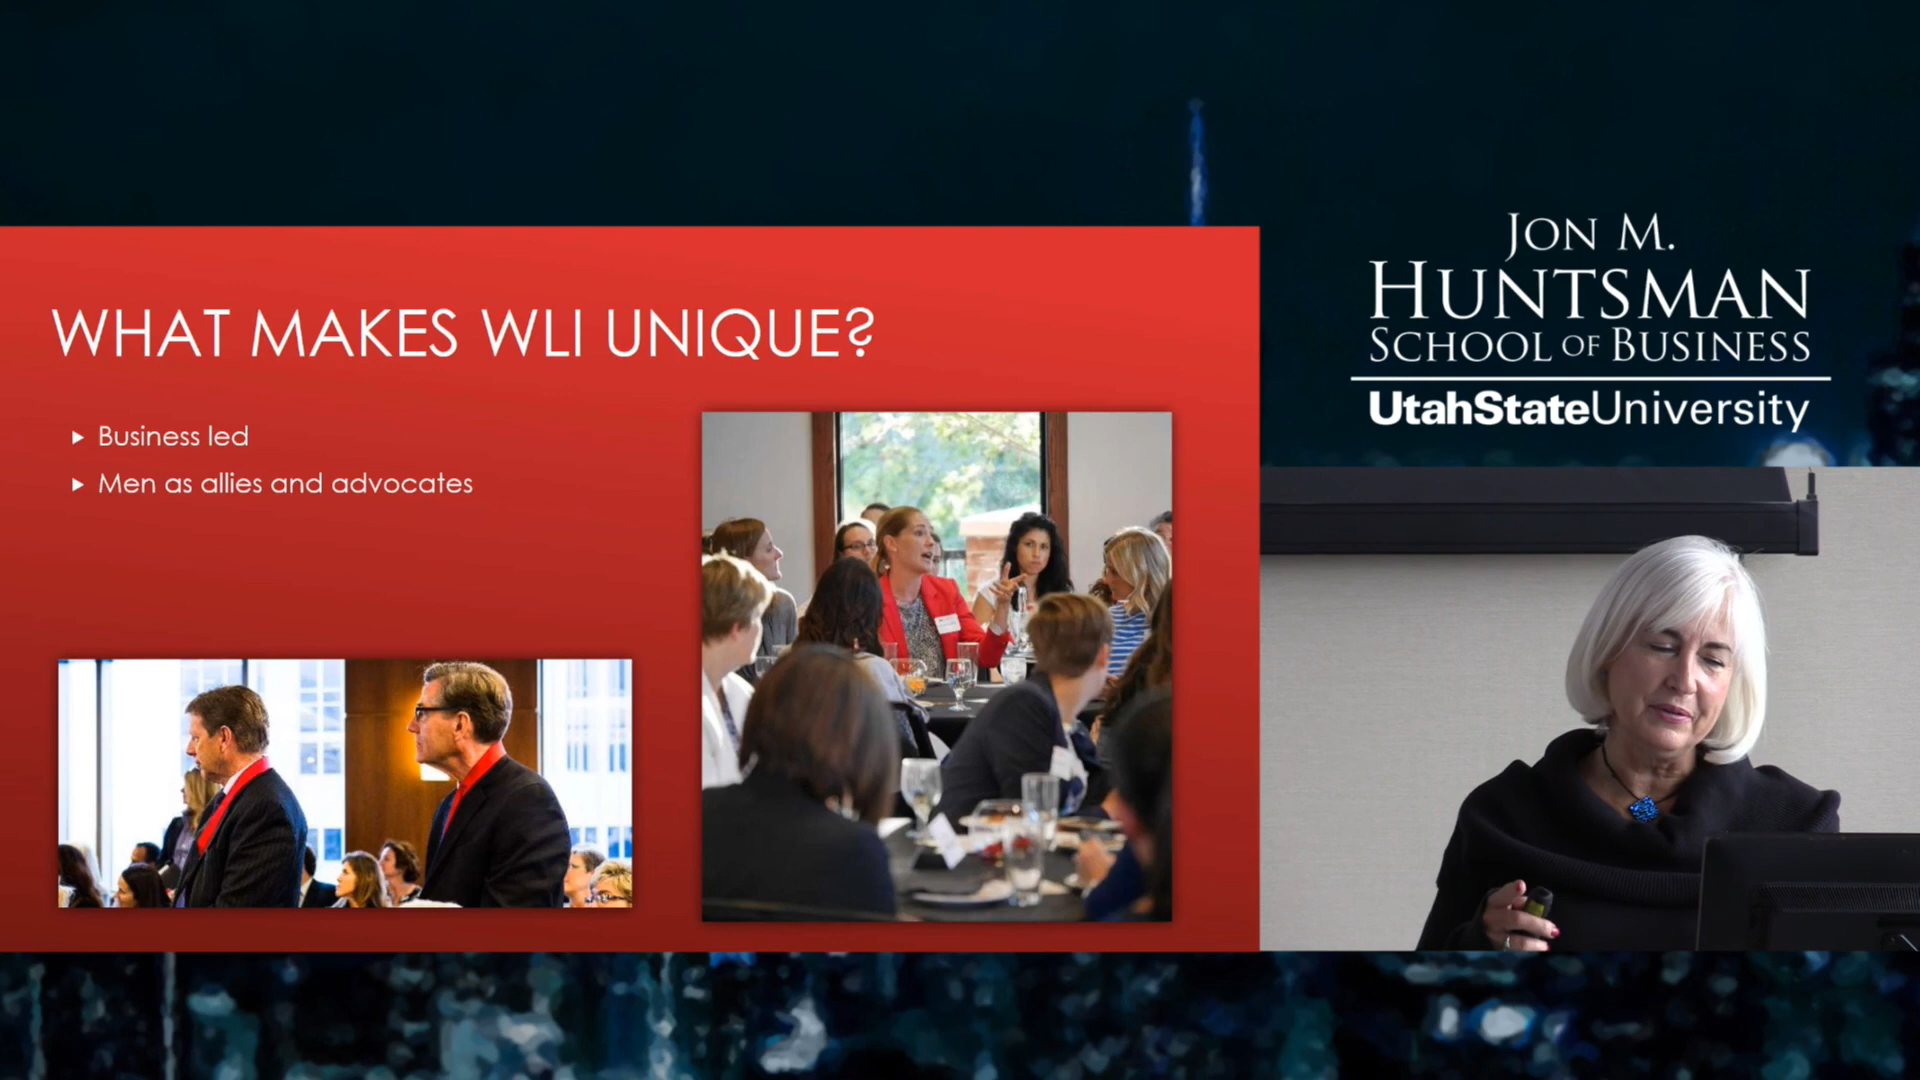 WHAT MAKES WLI UNIQUE?
Business led
Men as allies and advocates
JON M.
HUNTSMAN
SCHOOL OF BUSINESS
UtahStateUniversity